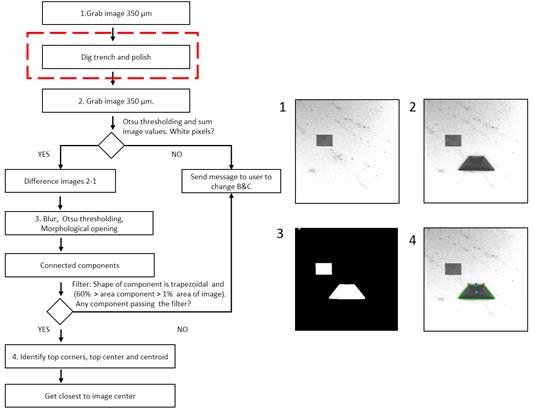 1.Grab image 350 µm
Dig trench and polish
2. Grab image 350 µm.
Otsu thresholding and sum
image values. White pixels?
YES
NO
Difference images 2-1
Send message to user to
change B&C
3. Blur, Otsu thresholding,
Morphological opening
Connected components
Filter: Shape of component is trapezoidal and
(60% > area component > 1% area of image).
Any component passing the filter?
YES
NO
4. Identify top corners, top center and centroid
Get closest to image center
1
2
3
4